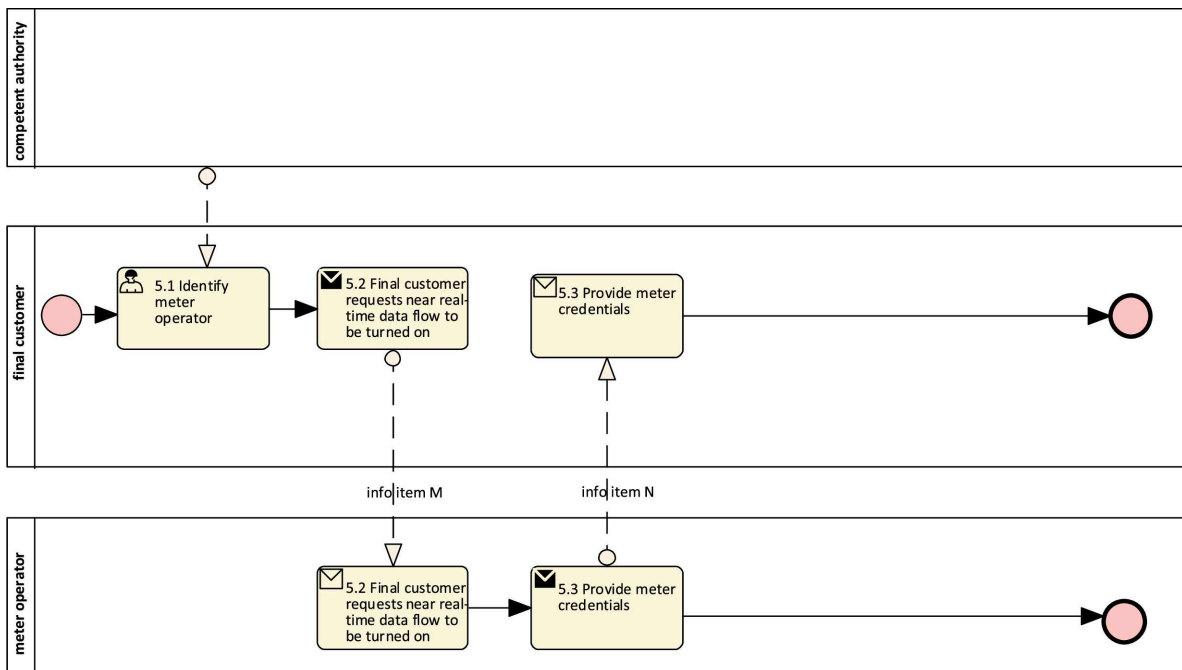 competent authority
final customer
5.1 Identify
meter
operator
5.2 Final customer
requests near real-
time data flow to
be turned on
5.3 Provide meter
credentials
info item M
info item N
meter operator
5.2 Final customer
requests near real-
time data flow to
be turned on
5.3 Provide meter
credentials